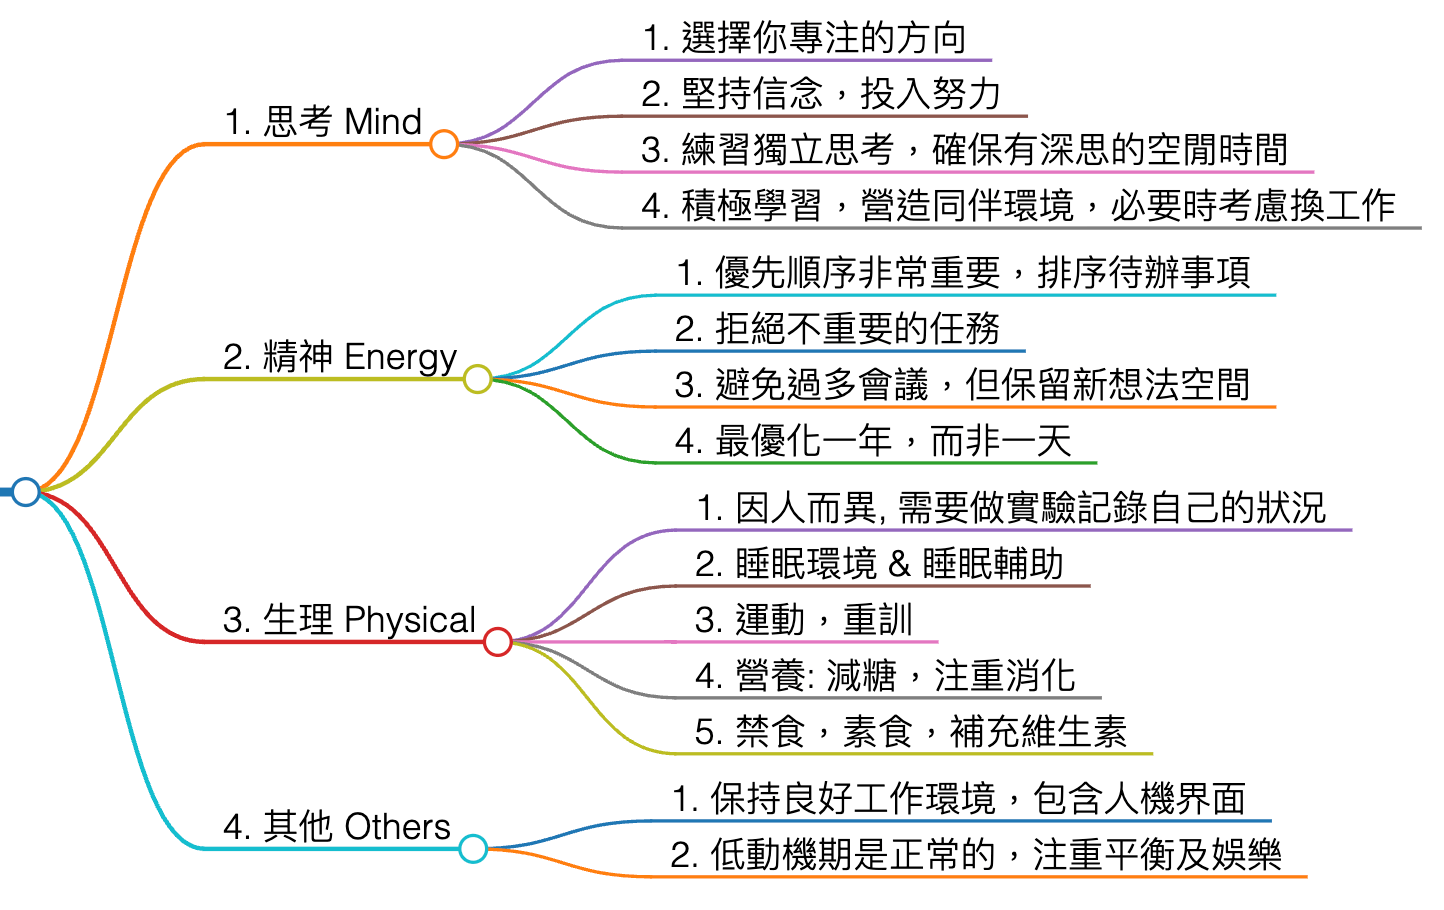 1. 思考 Mind
1. 選擇你專注的方向
2. 堅持信念，投入努力
3. 練習獨立思考，確保有深思的空閒時間
4. 積極學習，營造同伴環境，必要時考慮換工作
2. 精神 Energy
1. 優先順序非常重要，排序待辦事項
2. 拒絕不重要的任務
3. 避免過多會議，但保留新想法空間
4. 最優化一年，而非一天
3. 生理 Physical
1. 因人而異, 需要做實驗記錄自己的狀況
2. 睡眠環境 & 睡眠輔助
3. 運動，重訓
4. 營養: 減糖，注重消化
5. 禁食，素食，補充維生素
4. 其他 Others
1. 保持良好工作環境，包含人機界面
2. 低動機期是正常的，注重平衡及娛樂